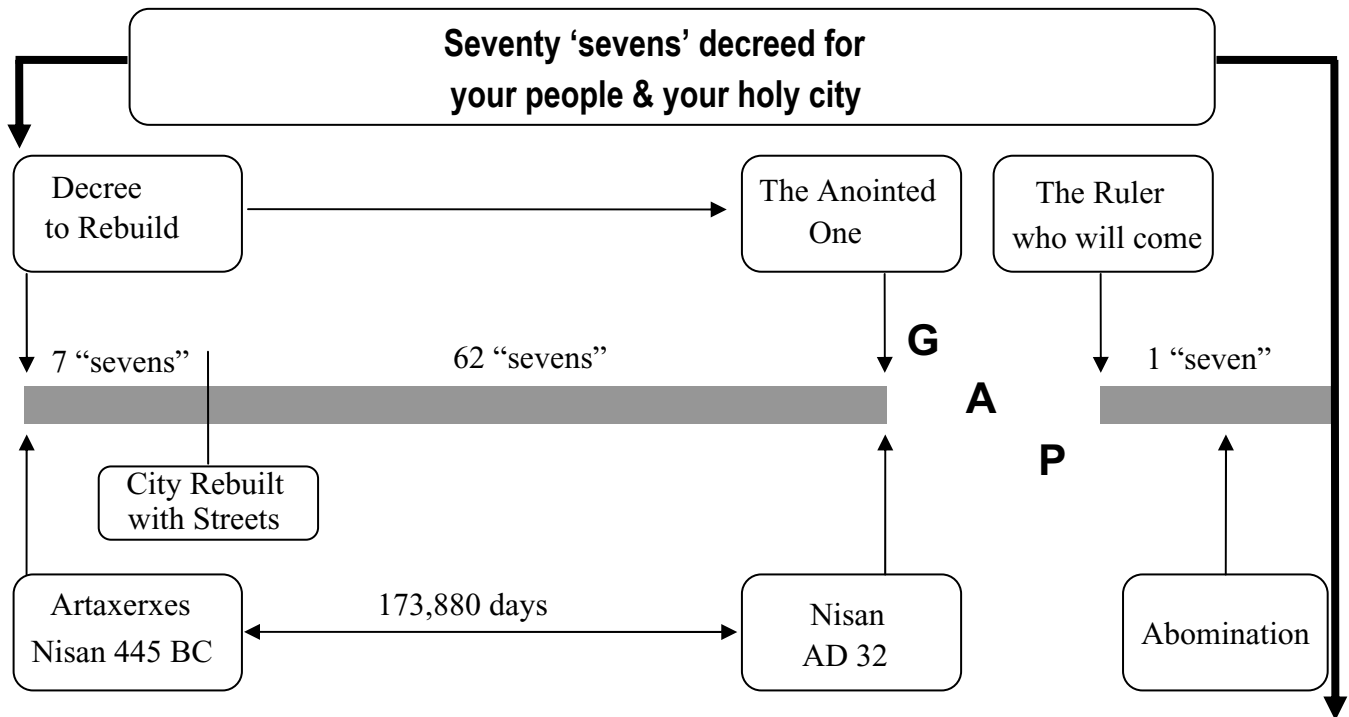 Seventy ‘sevens’ decreed for
your people & your holy city
Decree
to Rebuild
The Anointed
One
The Ruler
who will come
G
A
P
7 “sevens”
62 “sevens”
1 “seven”
City Rebuilt
with Streets
Artaxerxes
Nisan 445 BC
173,880 days
Nisan
AD 32
Abomination